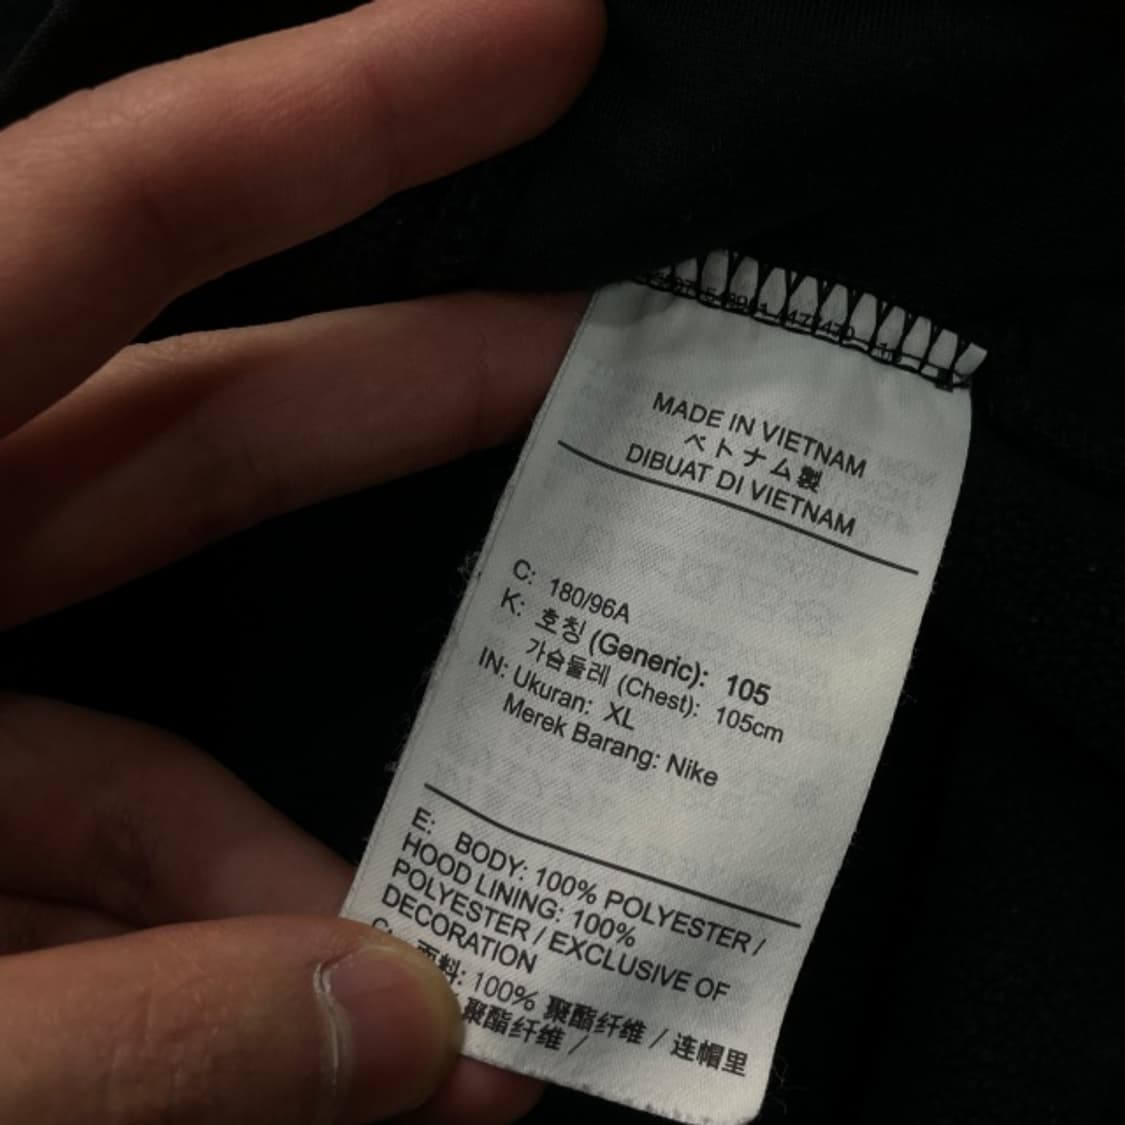 MADE IN VIETNAM
ベトナム製
DIBUAT DI VIETNAM
C: 180/96A
K: 호칭 (Generic): 105
가슴둘레 (Chest): 105cm
IN: Ukuran: XL
Merek Barang: Nike
E: BODY: 100% POLYESTER /
HOOD LINING: 100%
POLYESTER / EXCLUSIVE OF
DECORATION
面料: 100% 聚酯纤维 / 连帽里
聚酯纤维 /